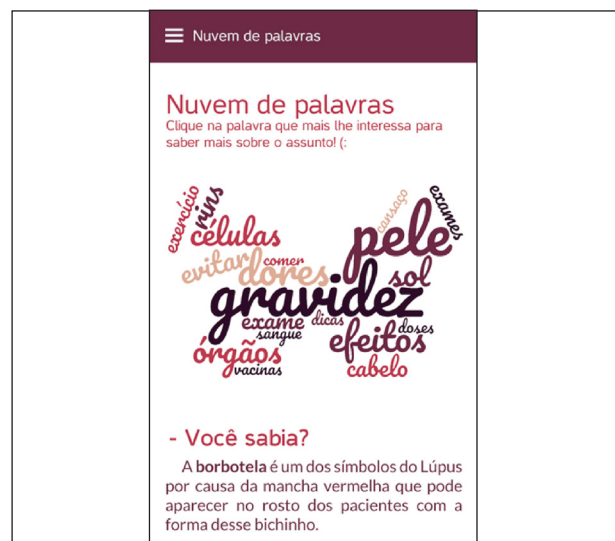 Nuvem de palavras
Nuvem de palavras
Clique na palavra que mais lhe interessa para
saber mais sobre o assunto! (:
exercício
rins
cansaço
exames
células
pele
evitar
comer
dores
sol
gravidez
exame
dicas
doses
sangue
efeitos
órgãos
vacinas
cabelo
- Você sabia?
A borbotela é um dos símbolos do Lúpus
por causa da mancha vermelha que pode
aparecer no rosto dos pacientes com a
forma desse bichinho.